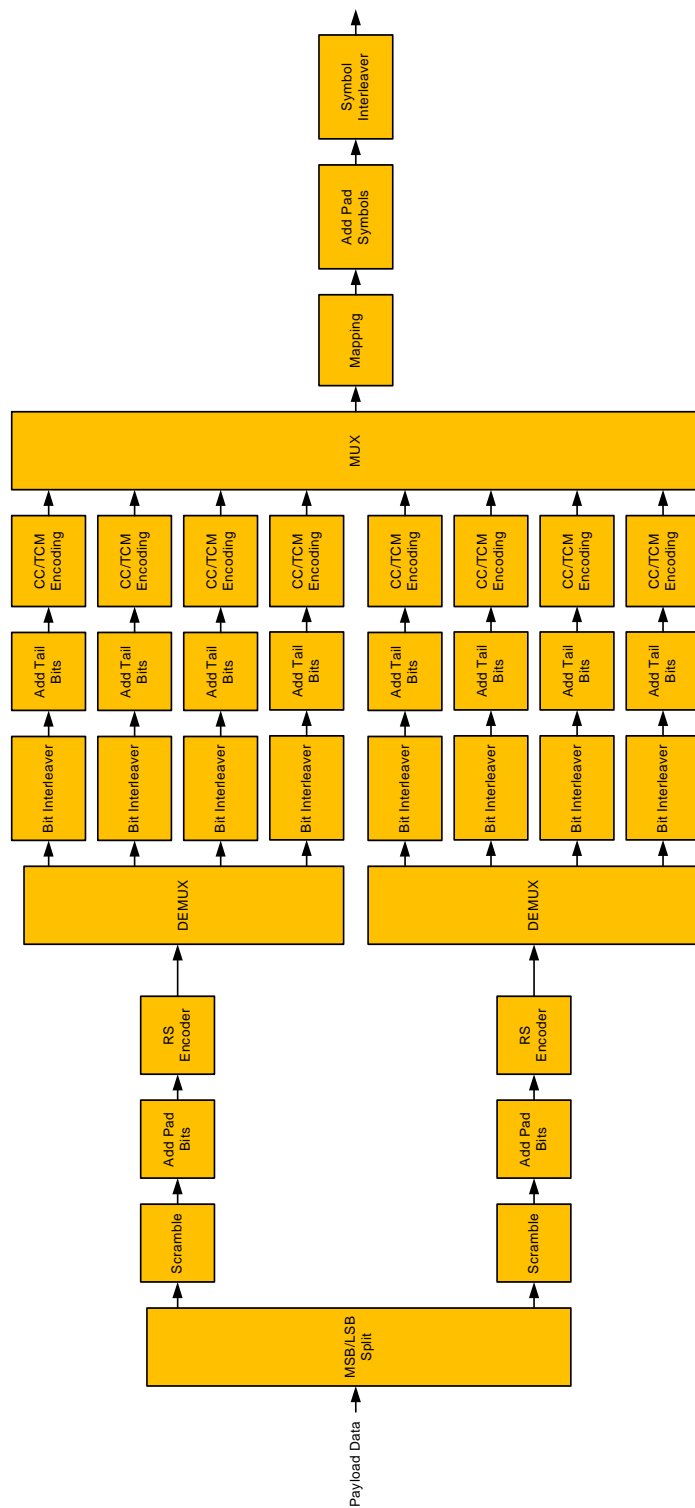 Payload Data
MSB/LSB
Split
Scramble
Add Pad
Bits
RS
Encoder
DEMUX
Bit Interleaver
Add Tail
Bits
CC/TCM
Encoding
Bit Interleaver
Add Tail
Bits
CC/TCM
Encoding
Bit Interleaver
Add Tail
Bits
CC/TCM
Encoding
Bit Interleaver
Add Tail
Bits
CC/TCM
Encoding
Scramble
Add Pad
Bits
RS
Encoder
DEMUX
Bit Interleaver
Add Tail
Bits
CC/TCM
Encoding
Bit Interleaver
Add Tail
Bits
CC/TCM
Encoding
Bit Interleaver
Add Tail
Bits
CC/TCM
Encoding
Bit Interleaver
Add Tail
Bits
CC/TCM
Encoding
MUX
Mapping
Add Pad
Symbols
Symbol
Interleaver